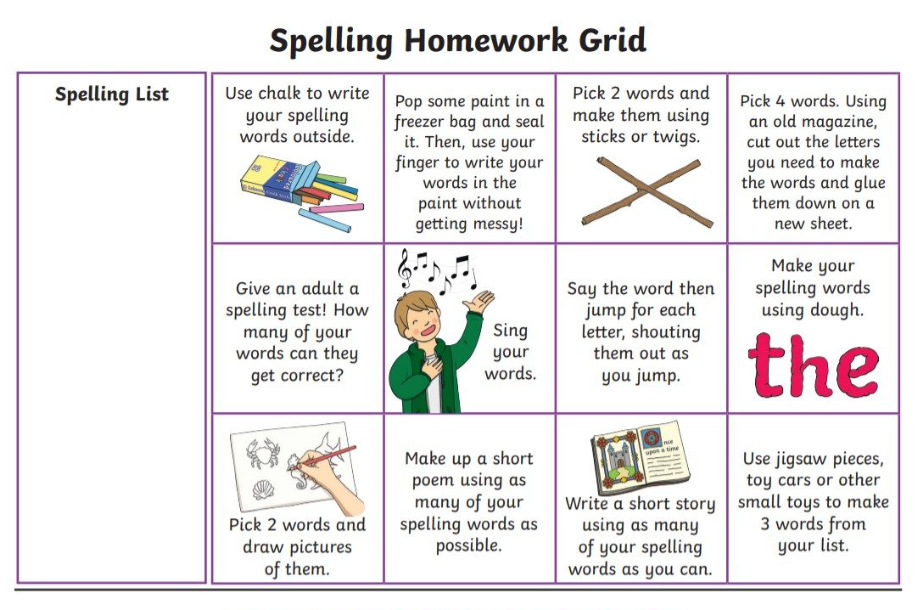 Spelling Homework Grid
Spelling List
Use chalk to write
your spelling
words outside.
Pop some paint in a
freezer bag and seal
it. Then, use your
finger to write your
words in the
paint without
getting messy!
Pick 2 words and
make them using
sticks or twigs.
Pick 4 words. Using
an old magazine,
cut out the letters
you need to make
the words and glue
them down on a
new sheet.
Give an adult a
spelling test! How
many of your
words can they
get correct?
Sing
your
words.
Say the word then
jump for each
letter, shouting
them out as
you jump.
Make your
spelling words
using dough.
the
Pick 2 words and
draw pictures
of them.
Make up a short
poem using as
many of your
spelling words as
possible.
nce
upon a time
Write a short story
using as many
of your spelling
words as you can.
Use jigsaw pieces,
toy cars or other
small toys to make
3 words from
your list.